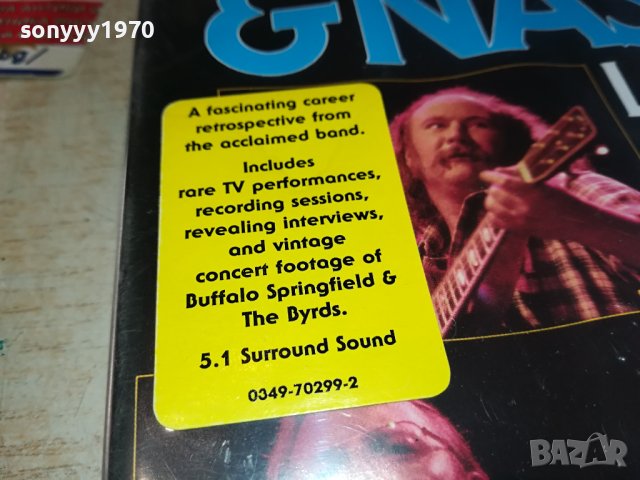 sonyyy1970
&NAS
L
A fascinating career
retrospective from
the acclaimed band.
Includes
rare TV performances,
recording sessions,
revealing interviews,
and vintage
concert footage of
Buffalo Springfield &
The Byrds.
5.1 Surround Sound
0349-70299-2
BAZAR